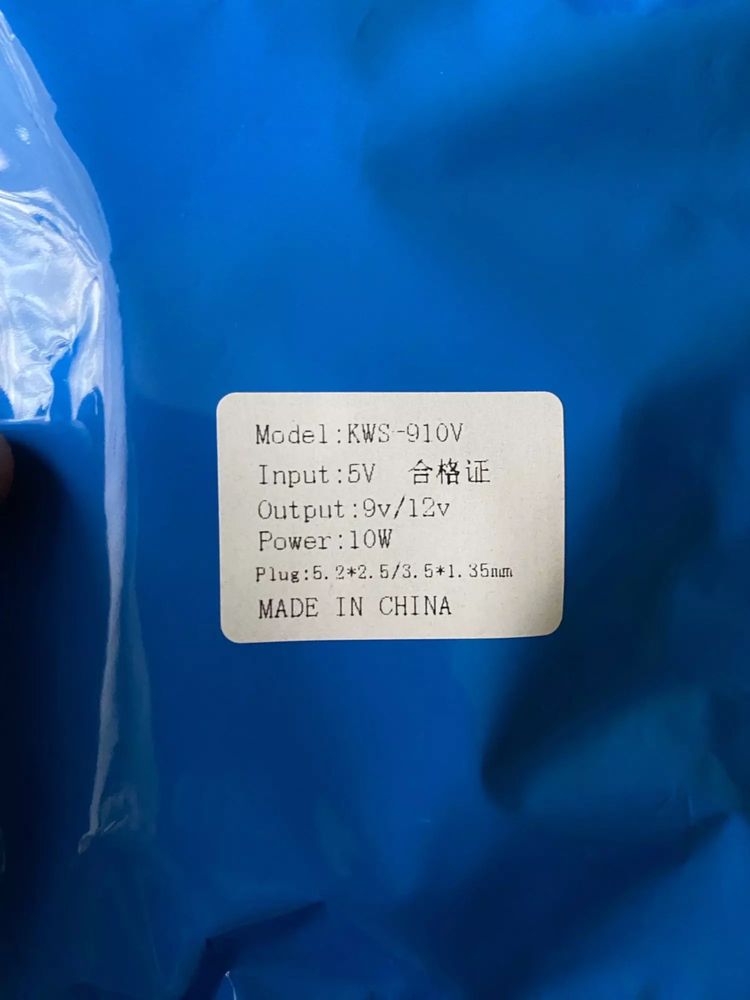 Model:KWS-910V
Input:5V 合格证
Output:9v/12v
Power:10W
Plug:5.2*2.5/3.5*1.35mm
MADE IN CHINA